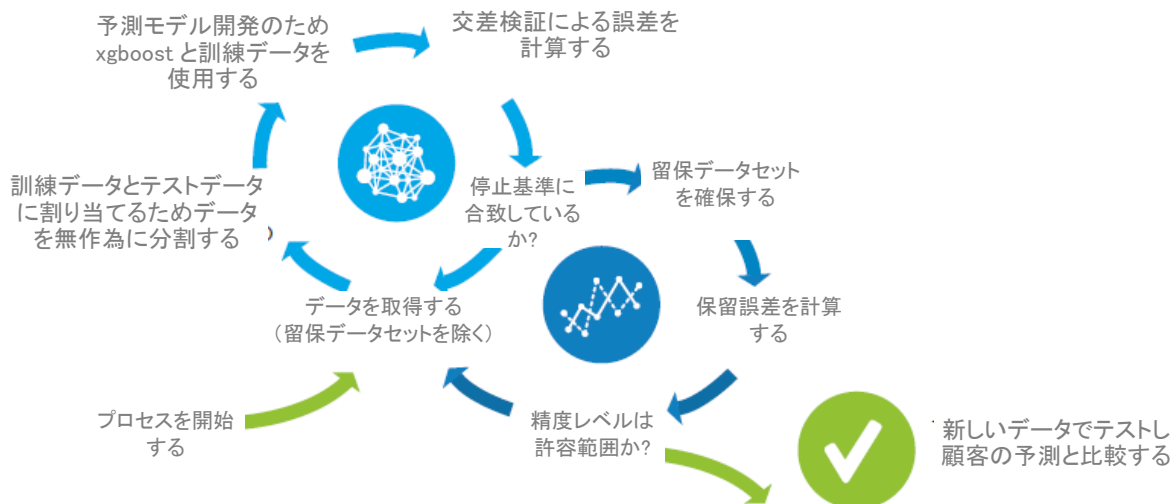 予測モデル開発のため
xgboost と訓練データを
使用する
交差検証による誤差を
計算する
訓練データとテストデータ
に割り当てるためデータ
を無作為に分割する
停止基準に
合致している
か?
留保データセット
を確保する
データを取得する
（留保データセットを除く）
保留誤差を計算
する
プロセスを開始
する
精度レベルは
許容範囲か?
新しいデータでテストし
顧客の予測と比較する